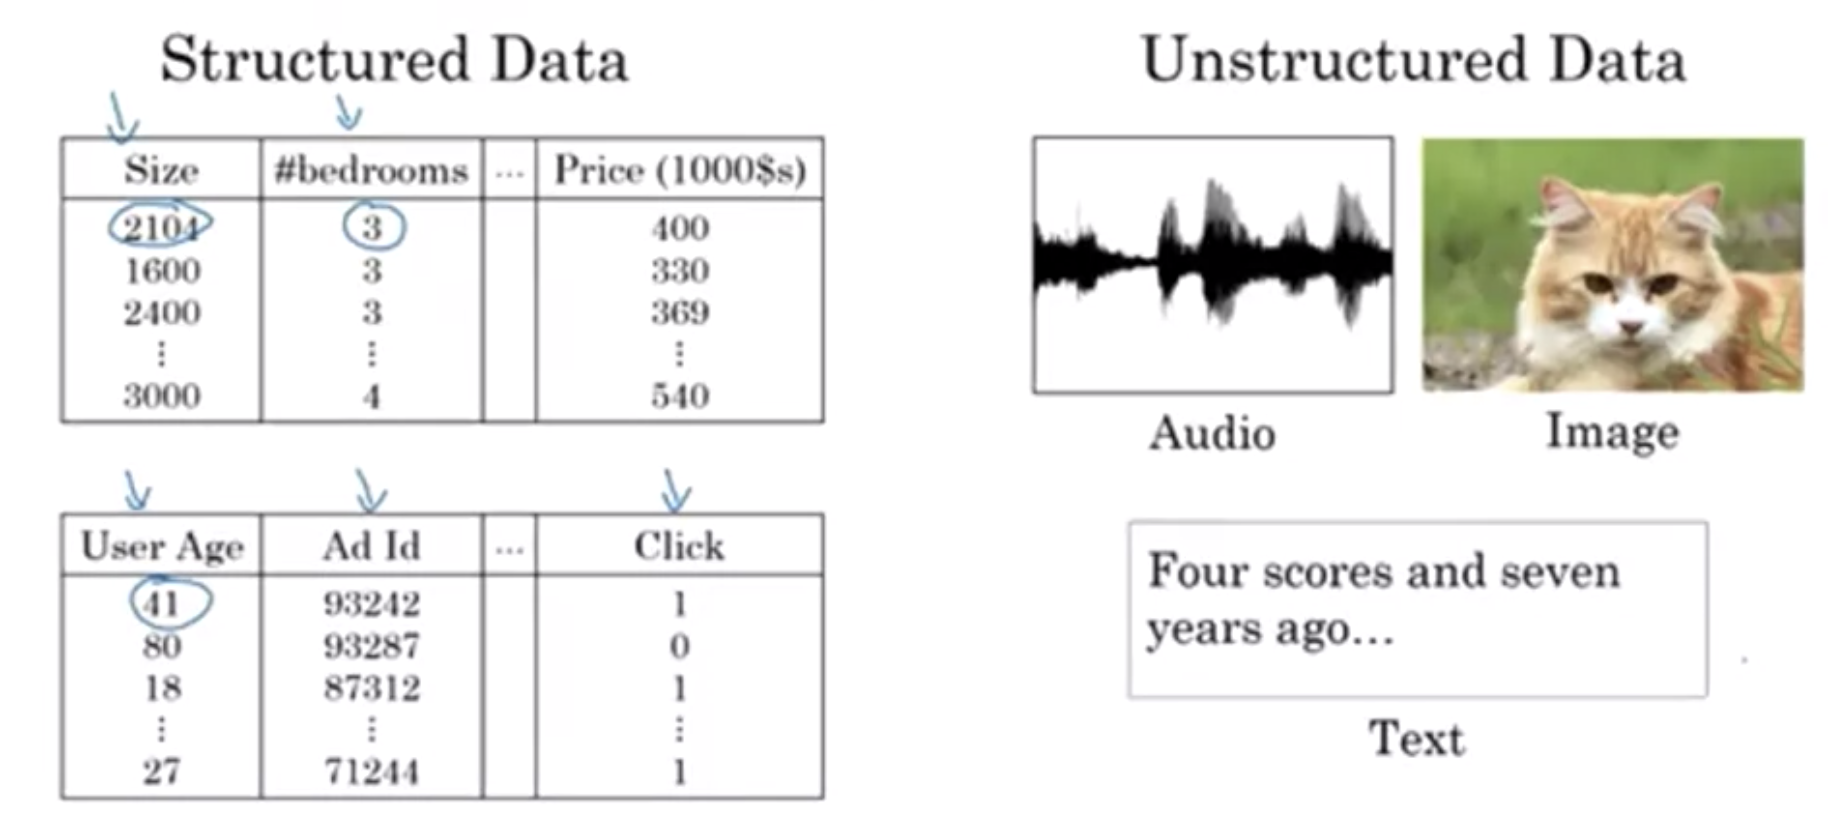 Structured Data
Size #bedrooms ... Price (1000$s)
2104 3 400
1600 3 330
2400 3 369
⋮ ⋮ ⋮
3000 4 540
User Age Ad Id ... Click
41 93242 1
80 93287 0
18 87312 1
⋮ ⋮ ⋮
27 71244 1
Unstructured Data
Audio Image
Four scores and seven
years ago...
Text